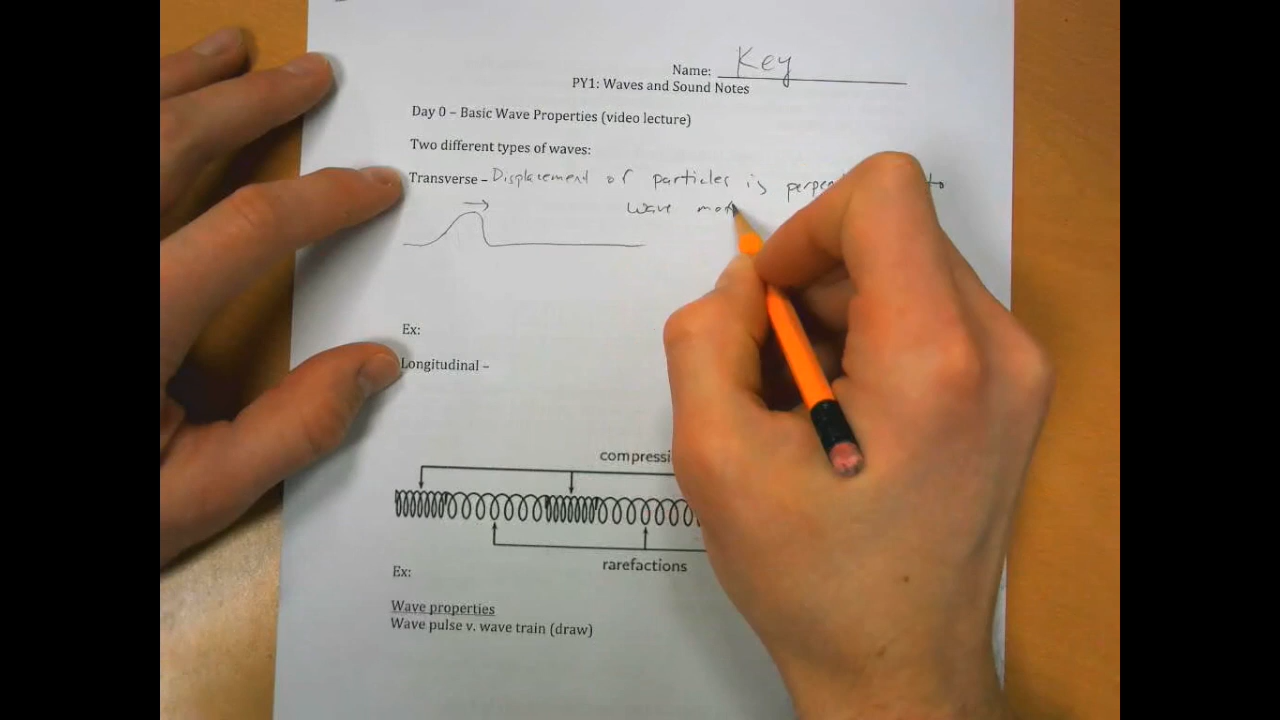 Name: Key
PY1: Waves and Sound Notes
Day 0 – Basic Wave Properties (video lecture)
Two different types of waves:
Transverse – Displacement of particles is to
wave
Ex:
Longitudinal –
rarefactions
Ex:
Wave properties
Wave pulse v. wave train (draw)